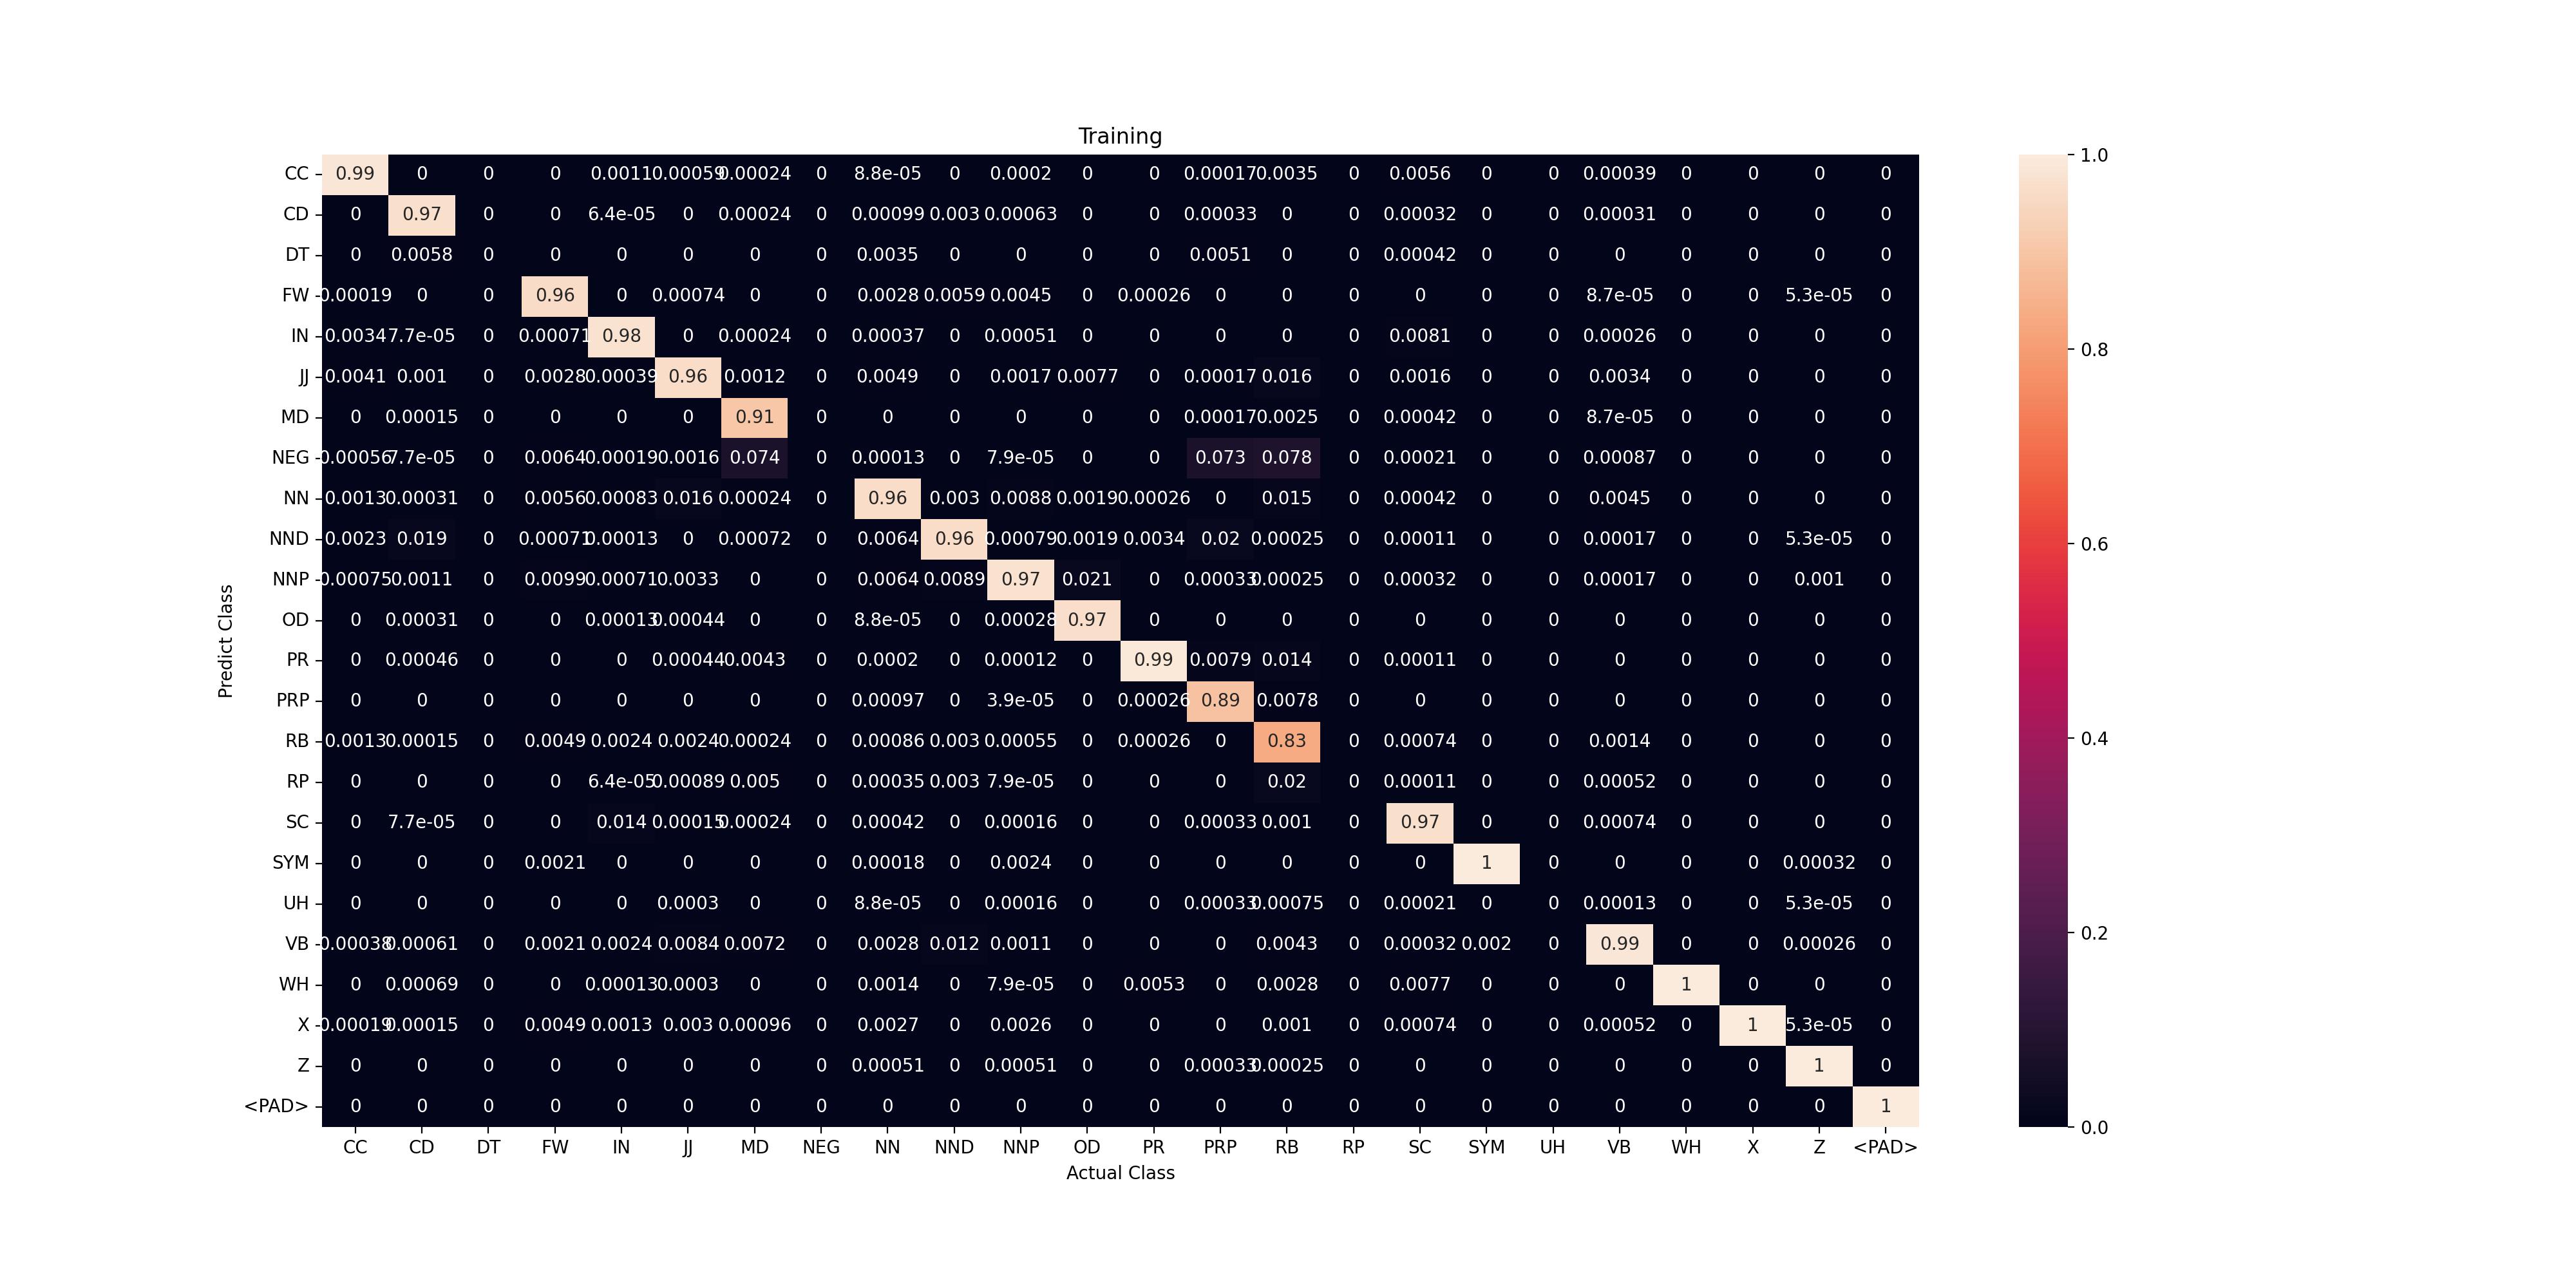 Training
CC 0.99 0 0 0 0.0011 0.00059 0.00024 0 8.8e-05 0 0.0002 0 0 0.00017 0.0035 0 0.0056 0 0 0.00039 0 0 0 0 1.0
CD 0 0.97 0 0 6.4e-05 0 0.00024 0 0.00099 0.003 0.00063 0 0 0.00033 0 0 0.00032 0 0 0.00031 0 0 0 0
DT 0 0.0058 0 0 0 0 0 0 0.0035 0 0 0 0 0.0051 0 0 0.00042 0 0 0 0 0 0 0
FW 0.00019 0 0 0.96 0 0.00074 0 0 0.0028 0.0059 0.0045 0 0.00026 0 0 0 0 0 0 8.7e-05 0 0 5.3e-05 0
IN 0.0034 7.7e-05 0 0.00071 0.98 0 0.00024 0 0.00037 0 0.00051 0 0 0 0 0 0.0081 0 0 0.00026 0 0 0 0
0.8
JJ 0.0041 0.001 0 0.0028 0.00039 0.96 0.0012 0 0.0049 0 0.0017 0.0077 0 0.00017 0.016 0 0.0016 0 0 0.0034 0 0 0 0
MD 0 0.00015 0 0 0 0 0.91 0 0 0 0 0 0 0.00017 0.0025 0 0.00042 0 0 8.7e-05 0 0 0 0
NEG 0.00056 7.7e-05 0 0.0064 0.00019 0.0016 0.074 0 0.00013 0 7.9e-05 0 0 0.073 0.078 0 0.00021 0 0 0.00087 0 0 0 0
NN 0.0013 0.00031 0 0.0056 0.00083 0.016 0.00024 0 0.96 0.003 0.0088 0.0019 0.00026 0 0.015 0 0.00042 0 0 0.0045 0 0 0 0
NND 0.0023 0.019 0 0.00071 0.00013 0 0.00072 0 0.0064 0.96 0.00079 0.0019 0.0034 0.02 0.00025 0 0.00011 0 0 0.00017 0 0 5.3e-05 0
0.6
NNP 0.00075 0.0011 0 0.0099 0.00071 0.0033 0 0 0.0064 0.0089 0.97 0.021 0 0.00033 0.00025 0 0.00032 0 0 0.00017 0 0 0.001 0
OD 0 0.00031 0 0 0.00013 0.00044 0 0 8.8e-05 0 0.00028 0.97 0 0 0 0 0 0 0 0 0 0 0 0
Predict Class
PR 0 0.00046 0 0 0 0.00044 0.0043 0 0.0002 0 0.00012 0 0.99 0.0079 0.014 0 0.00011 0 0 0 0 0 0 0
PRP 0 0 0 0 0 0 0 0 0.00097 0 3.9e-05 0 0.00026 0.89 0.0078 0 0 0 0 0 0 0 0 0
RB 0.0013 0.00015 0 0.0049 0.0024 0.0024 0.00024 0 0.00086 0.003 0.00055 0 0.00026 0 0.83 0 0.00074 0 0 0.0014 0 0 0 0
0.4
RP 0 0 0 0 6.4e-05 0.00089 0.005 0 0.00035 0.003 7.9e-05 0 0 0 0.02 0 0.00011 0 0 0.00052 0 0 0 0
SC 0 7.7e-05 0 0 0.014 0.00015 0.00024 0 0.00042 0 0.00016 0 0 0.00033 0.001 0 0.97 0 0 0.00074 0 0 0 0
SYM 0 0 0 0.0021 0 0 0 0 0.00018 0 0.0024 0 0 0 0 0 0 1 0 0 0 0 0.00032 0
UH 0 0 0 0 0 0.0003 0 0 8.8e-05 0 0.00016 0 0 0.00033 0.00075 0 0.00021 0 0 0.00013 0 0 5.3e-05 0
VB 0.00038 0.00061 0 0.0021 0.0024 0.0084 0.0072 0 0.0028 0.012 0.0011 0 0 0 0.0043 0 0.00032 0.002 0 0.99 0 0 0.00026 0
0.2
WH 0 0.00069 0 0 0.00013 0.0003 0 0 0.0014 0 7.9e-05 0 0.0053 0 0.0028 0 0.0077 0 0 0 1 0 0 0
X 0.00019 0.00015 0 0.0049 0.0013 0.003 0.00096 0 0.0027 0 0.0026 0 0 0 0.001 0 0.00074 0 0 0.00052 0 1 5.3e-05 0
Z 0 0 0 0 0 0 0 0 0.00051 0 0.00051 0 0 0.00033 0.00025 0 0 0 0 0 0 0 1 0
<PAD> 0 0 0 0 0 0 0 0 0 0 0 0 0 0 0 0 0 0 0 0 0 0 0 1
0.0
CC CD DT FW IN JJ MD NEG NN NND NNP OD PR PRP RB RP SC SYM UH VB WH X Z <PAD>
Actual Class